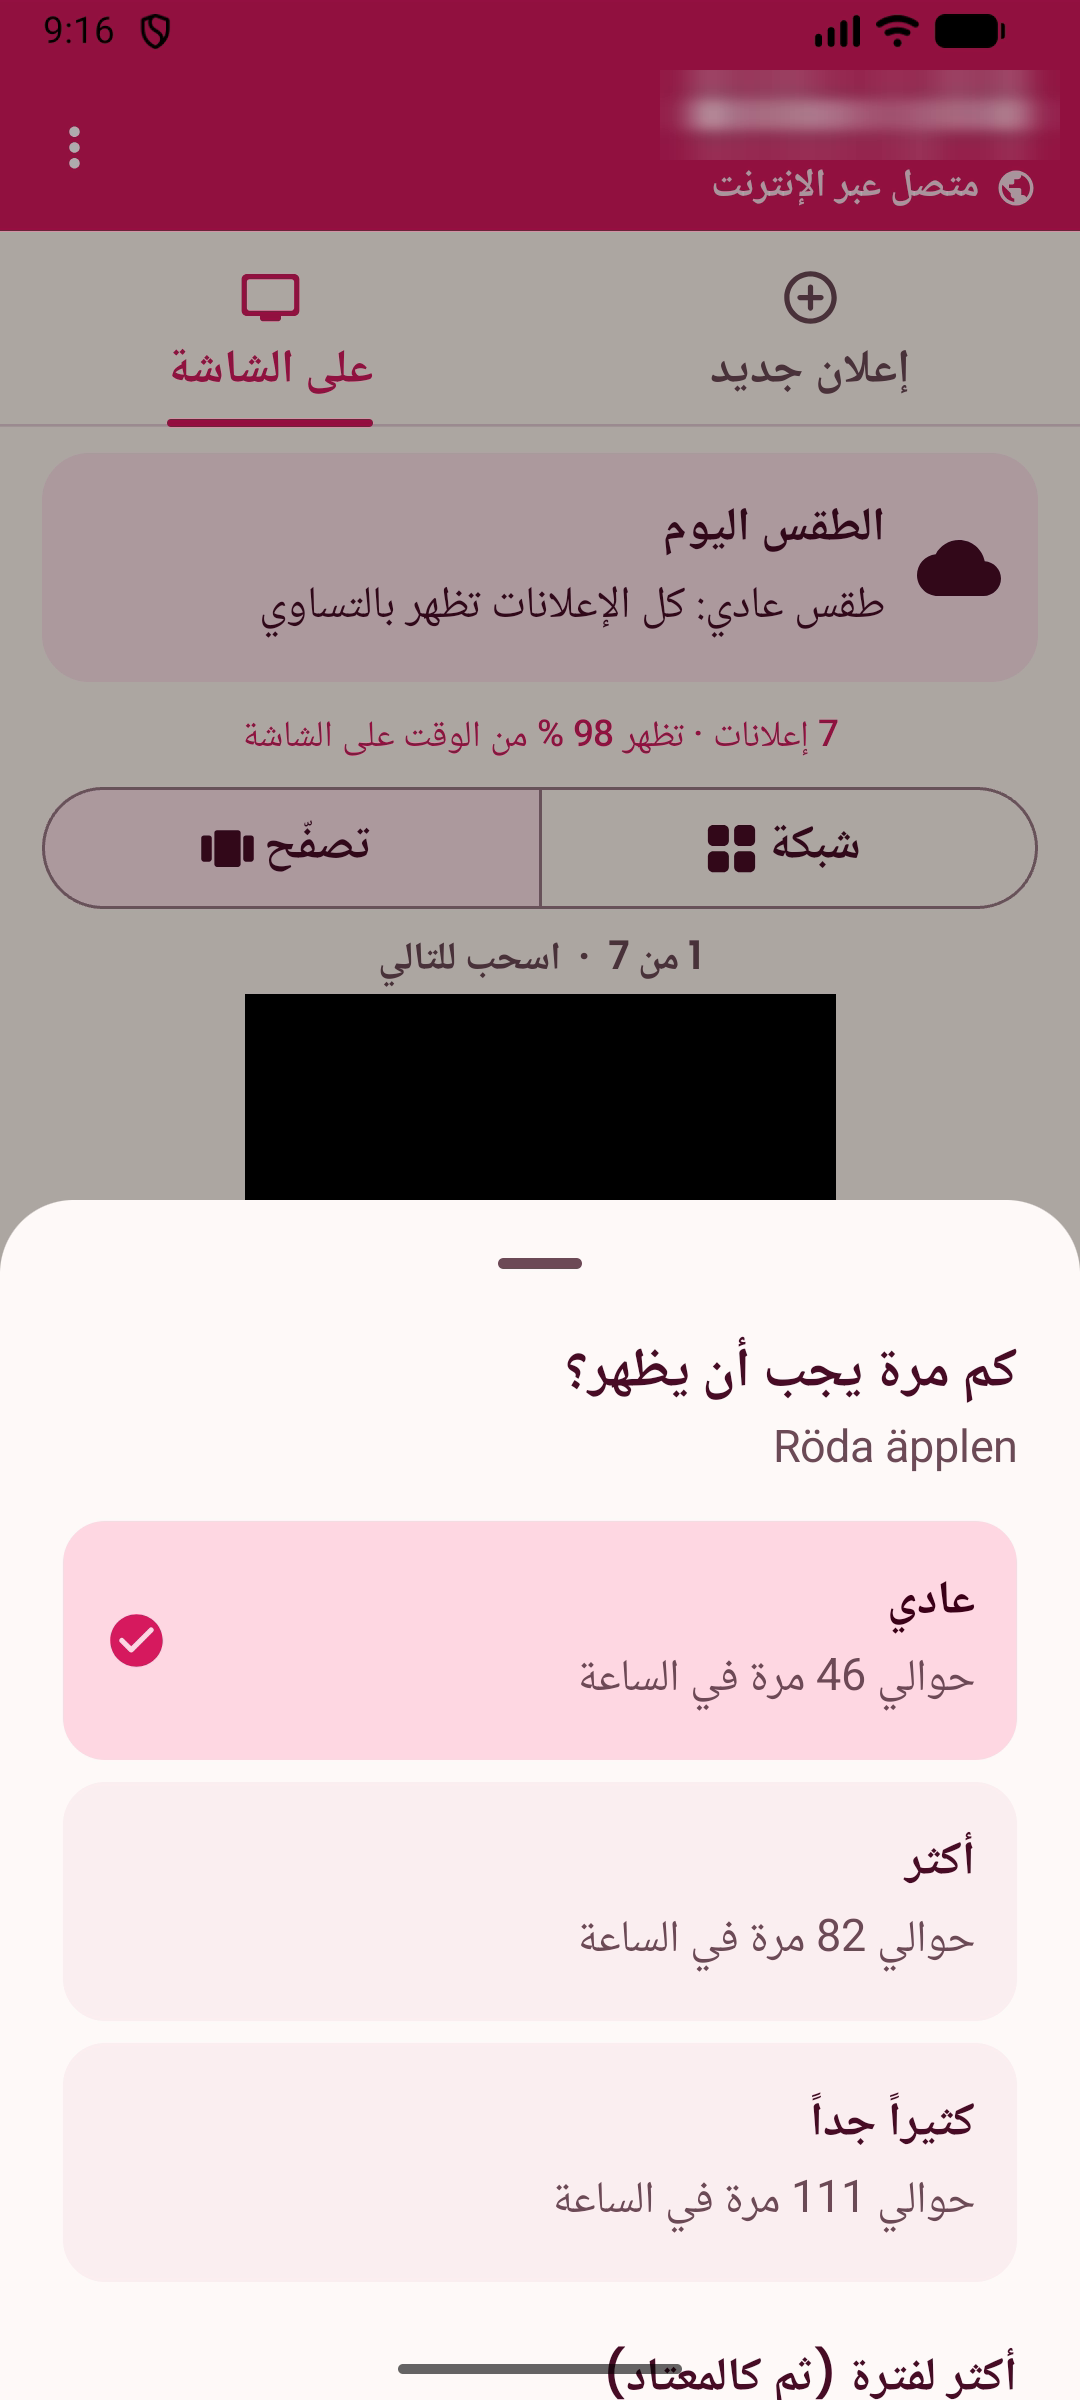 9:16
متصل عبر الإنترنت
إعلان جديد
على الشاشة
الطقس اليوم
طقس عادي: كل الإعلانات تظهر بالتساوي
7 إعلانات · تظهر 98 % من الوقت على الشاشة
شبكة
تصفّح
1 من 7 · اسحب للتالي
كم مرة يجب أن يظهر؟
Röda äpplen
عادي
حوالي 46 مرة في الساعة
أكثر
حوالي 82 مرة في الساعة
كثيراً جداً
حوالي 111 مرة في الساعة
أكثر لفترة (ثم كالمعتاد)